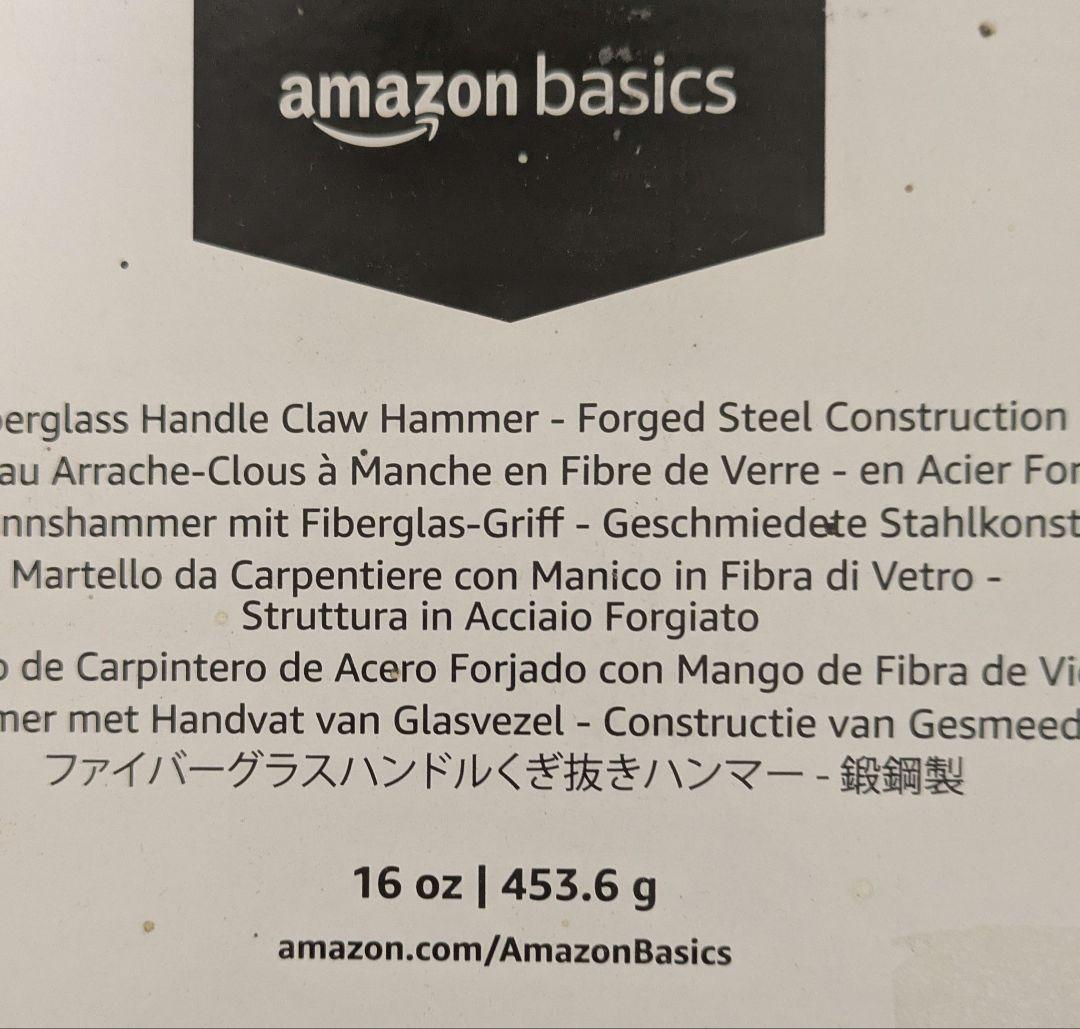 amazon basics
erglass Handle Claw Hammer - Forged Steel Construction
au Arrache-Clous à Manche en Fibre de Verre - en Acier For
nnshammer mit Fiberglas-Griff - Geschmiedete Stahlkonst
Martello da Carpentiere con Manico in Fibra di Vetro -
Struttura in Acciaio Forgiato
o de Carpintero de Acero Forjado con Mango de Fibra de Vi
mer met Handvat van Glasvezel - Constructie van Gesmeed
ファイバーグラスハンドルくぎ抜きハンマー - 鍛鋼製
16 oz | 453.6 g
amazon.com/AmazonBasics